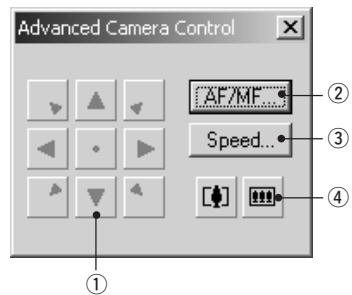 Advanced Camera Control
AF/MF...
②
Speed...
③
④
①